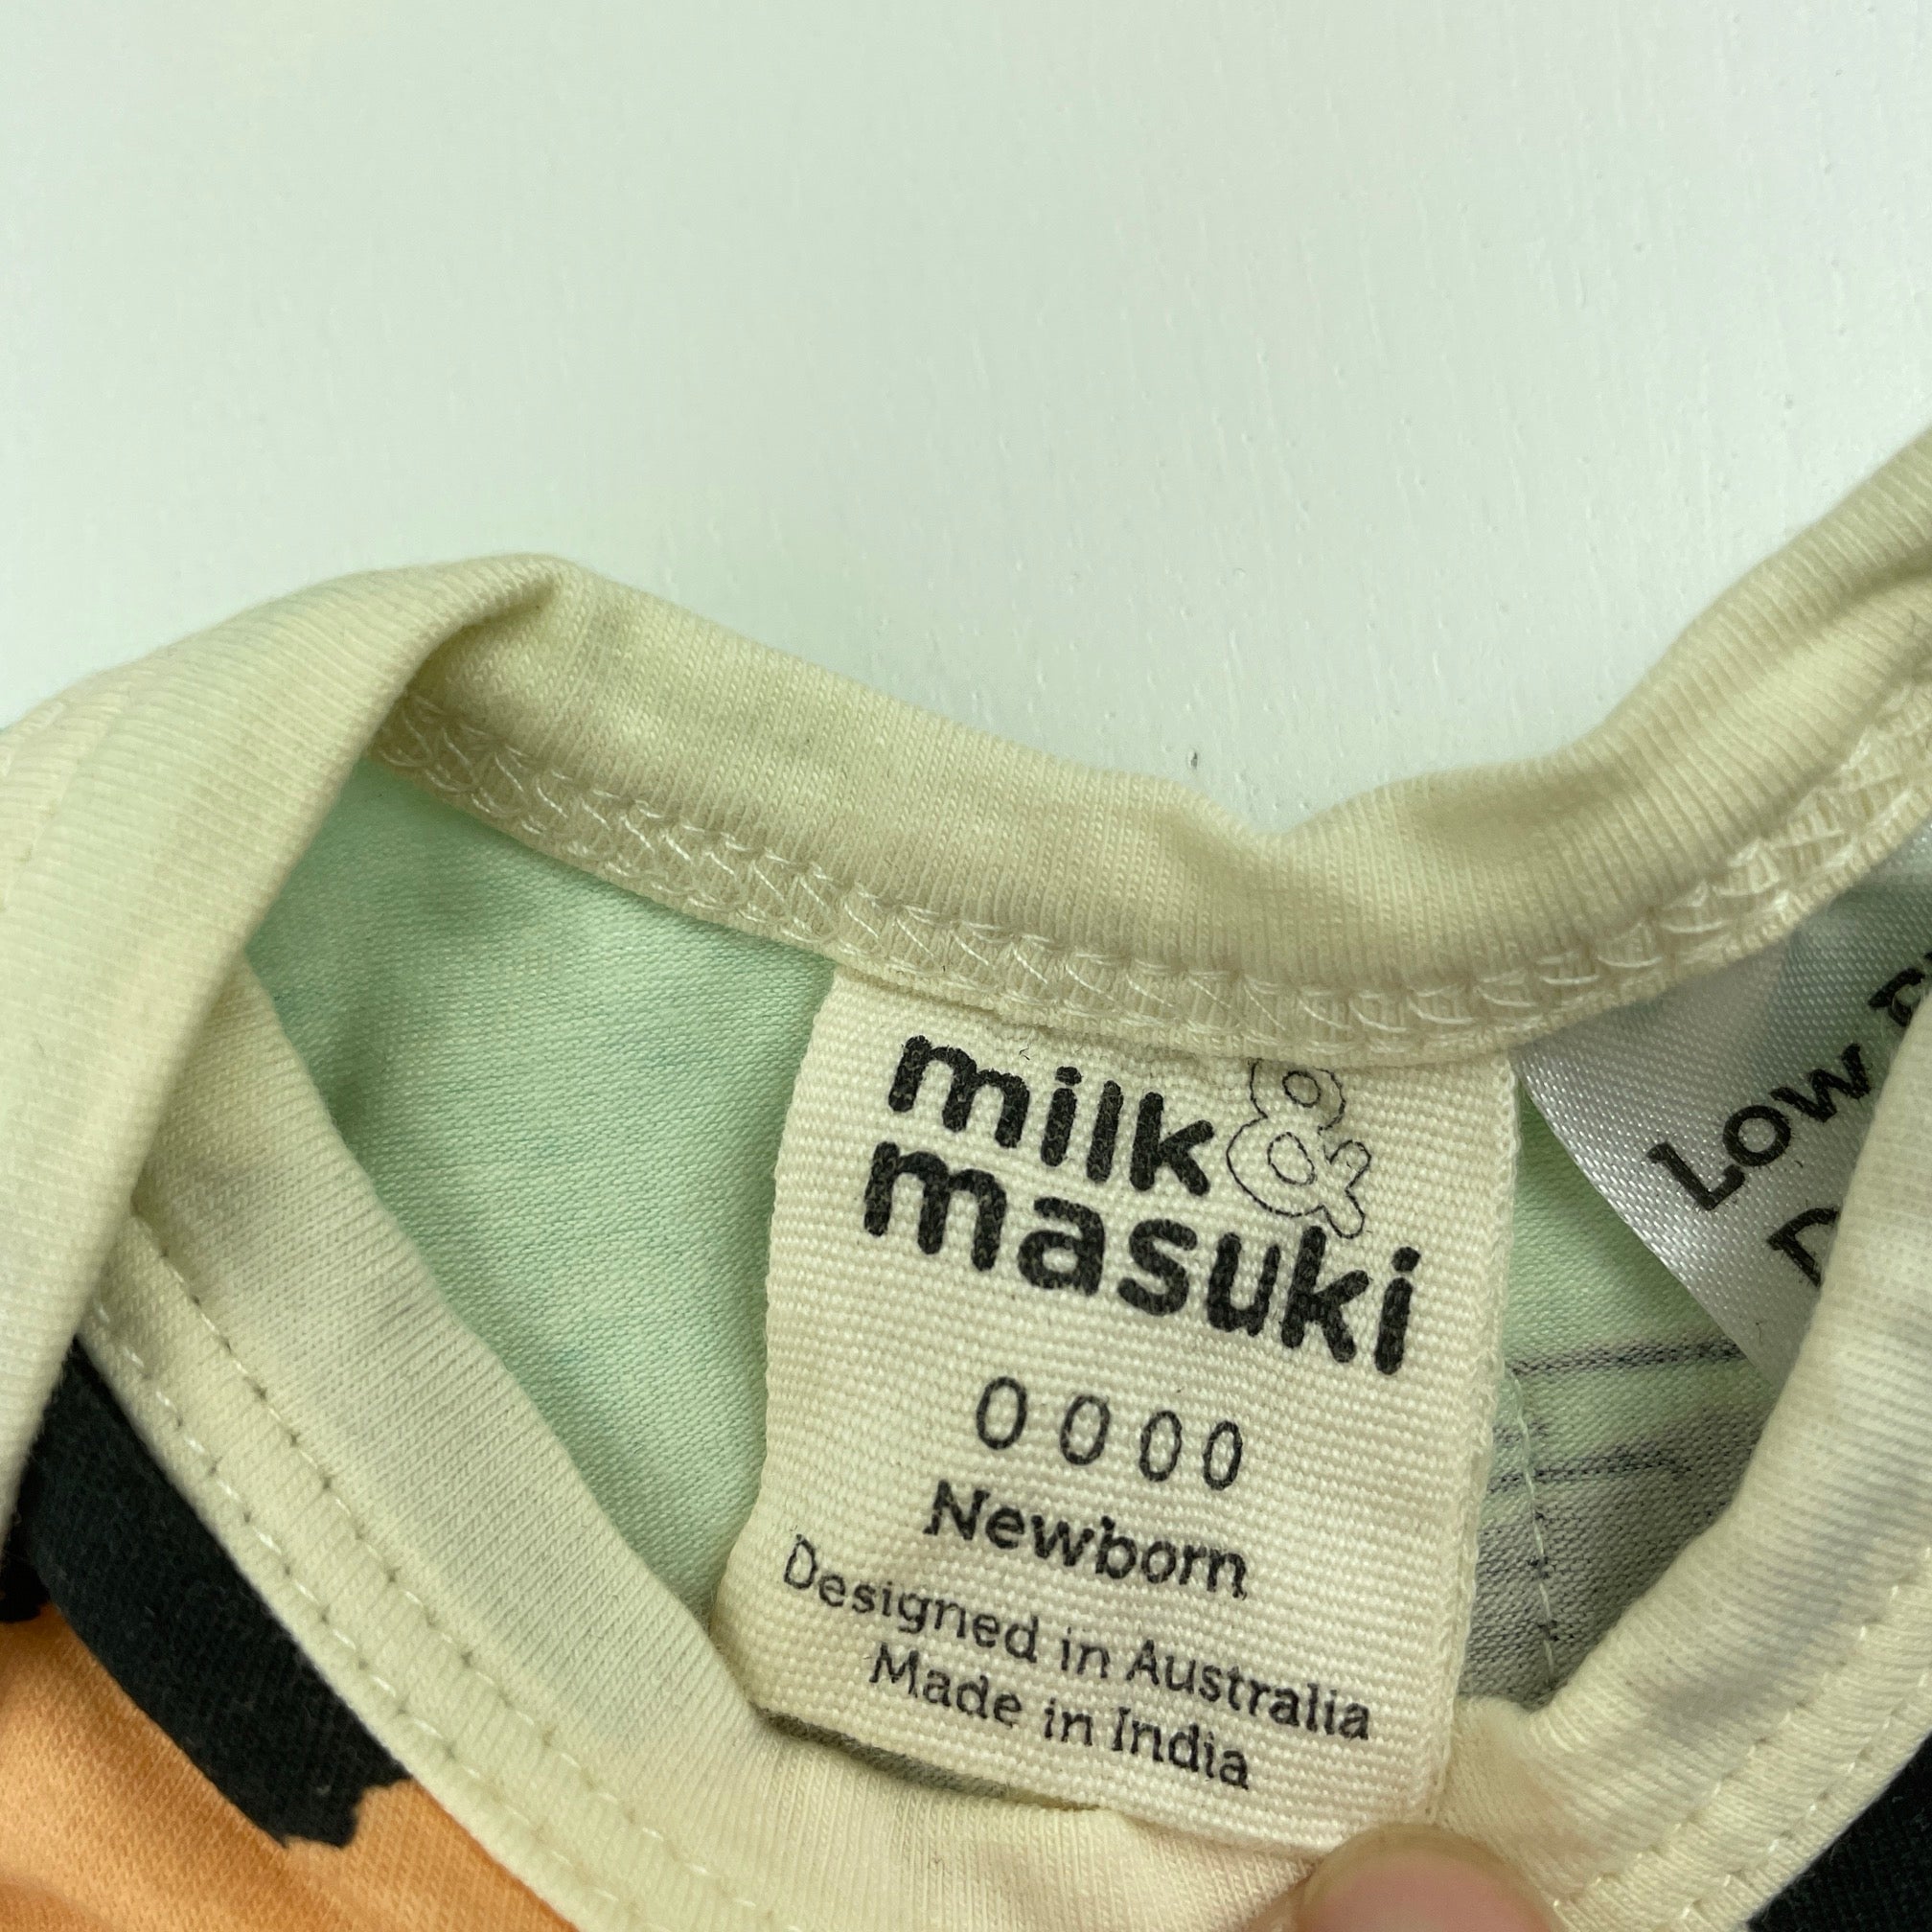 milk &
masuki
0000
Newborn
Designed in Australia
Made in India
Low